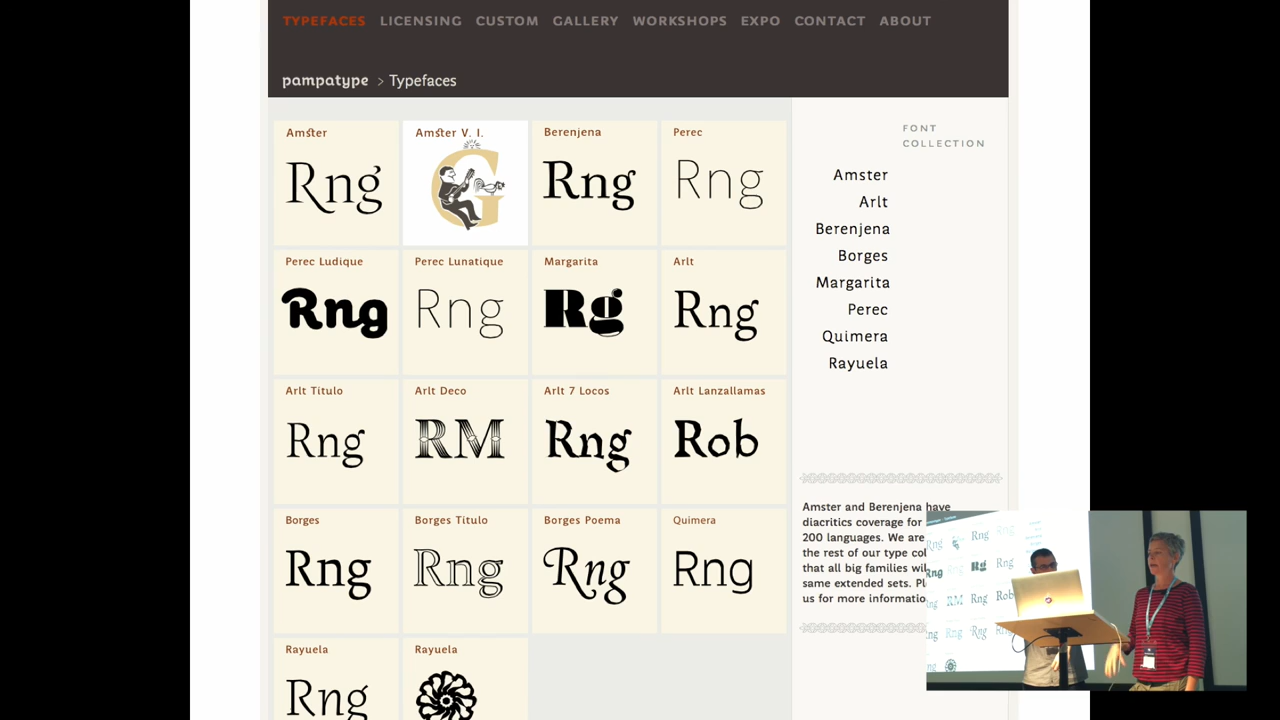 TYPEFACES LICENSING CUSTOM GALLERY WORKSHOPS EXPO CONTACT ABOUT
pampatype > Typefaces
Amster
Rng
Amster V. I.
G
Berenjena
Rng
Perec
Rng
Perec Ludique
Rng
Perec Lunatique
Rng
Margarita
Rg
Arlt
Rng
Arlt Titulo
Rng
Arlt Deco
RM
Arlt 7 Locos
Rng
Arlt Lanzallamas
Rob
Borges
Rng
Borges Titulo
Rng
Borges Poema
Rng
Quimera
Rng
Rayuela
Rng
Rayuela
FONT
COLLECTION
Amster
Arlt
Berenjena
Borges
Margarita
Perec
Quimera
Rayuela
Amster and Berenjena have
diacritics coverage for
200 languages. We are
the rest of our type
that all big families
same extended sets.
us for more